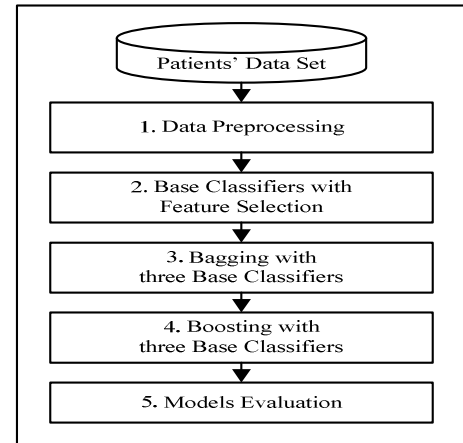 Patients’ Data Set
1. Data Preprocessing
2. Base Classifiers with
Feature Selection
3. Bagging with
three Base Classifiers
4. Boosting with
three Base Classifiers
5. Models Evaluation